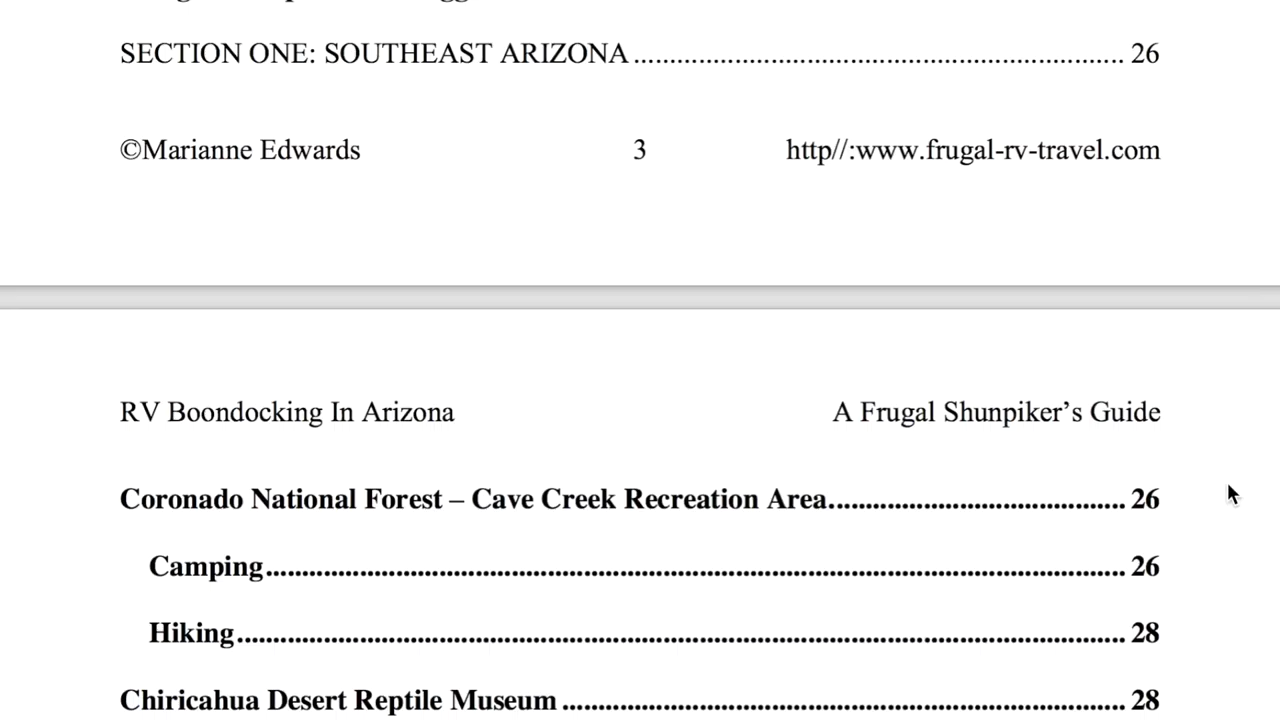 SECTION ONE: SOUTHEAST ARIZONA.................................................................... 26
©Marianne Edwards 3 http//:www.frugal-rv-travel.com
RV Boondocking In Arizona A Frugal Shunpiker’s Guide
Coronado National Forest – Cave Creek Recreation Area......................................... 26
Camping....................................................................................................................... 26
Hiking........................................................................................................................... 28
Chiricahua Desert Reptile Museum .............................................................................. 28